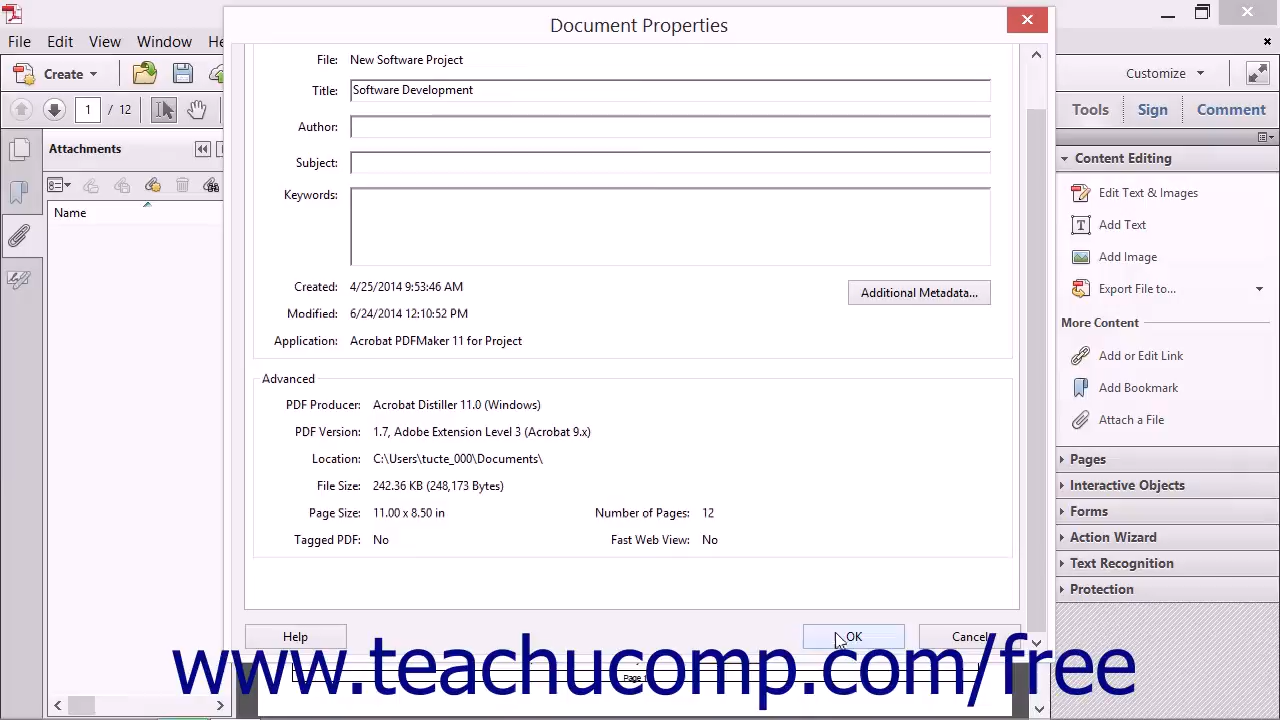 Document Properties
File Edit View Window He
Create
Customize
1 / 12
Tools Sign Comment
Attachments
Name
File: New Software Project
Title: Software Development
Author:
Subject:
Keywords:
Created: 4/25/2014 9:53:46 AM
Additional Metadata...
Modified: 6/24/2014 12:10:52 PM
Application: Acrobat PDFMaker 11 for Project
Advanced
PDF Producer: Acrobat Distiller 11.0 (Windows)
PDF Version: 1.7, Adobe Extension Level 3 (Acrobat 9.x)
Location: C:\Users\tucte_000\Documents\
File Size: 242.36 KB (248,173 Bytes)
Page Size: 11.00 x 8.50 in Number of Pages: 12
Tagged PDF: No Fast Web View: No
Help OK Cancel
Content Editing
Edit Text & Images
Add Text
Add Image
Export File to...
More Content
Add or Edit Link
Add Bookmark
Attach a File
Pages
Interactive Objects
Forms
Action Wizard
Text Recognition
Protection
www.teachucomp.com/free
Page